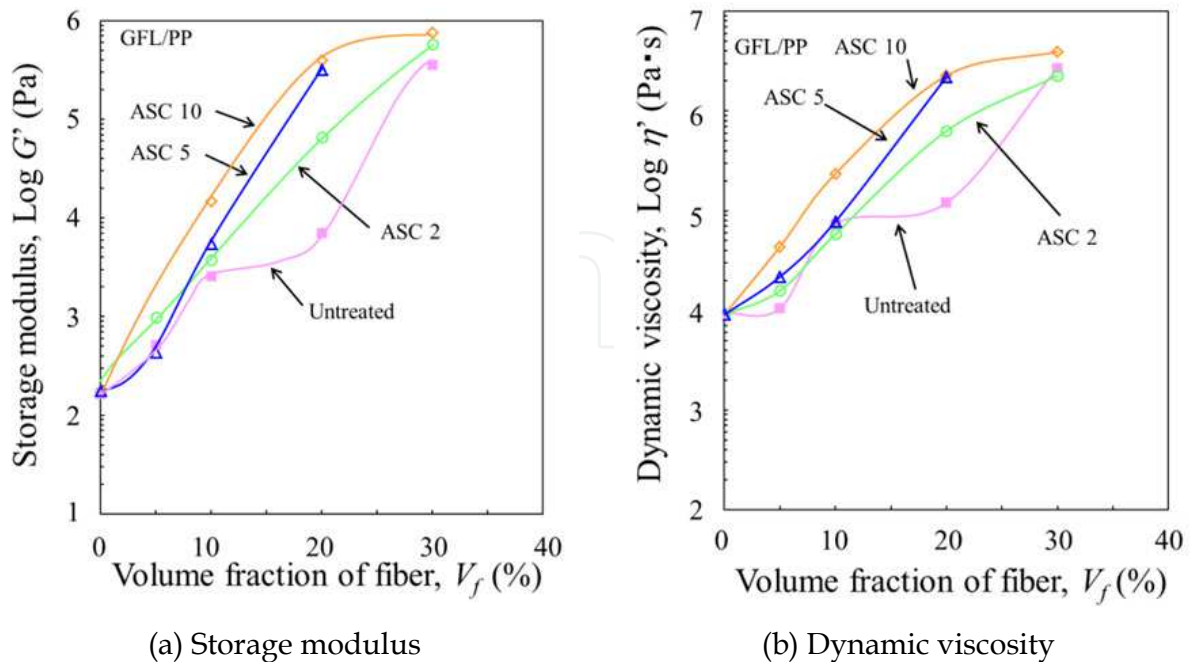 6
5
4
3
2
1
Storage modulus, Log G’ (Pa)
GFL/PP
ASC 10
ASC 5
ASC 2
Untreated
0 10 20 30 40
Volume fraction of fiber, Vf (%)
(a) Storage modulus
7
6
5
4
3
2
Dynamic viscosity, Log η’ (Pa·s)
GFL/PP
ASC 10
ASC 5
ASC 2
Untreated
0 10 20 30 40
Volume fraction of fiber, Vf (%)
(b) Dynamic viscosity